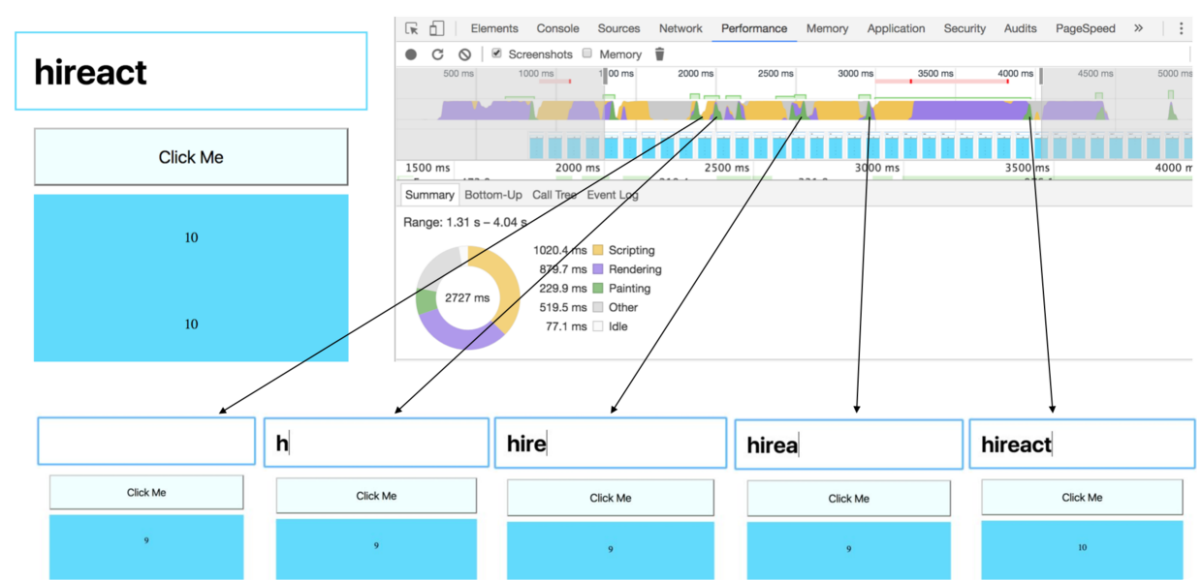 hireact
Click Me
10
10
Elements Console Sources Network Performance Memory Application Security Audits PageSpeed »
Screenshots Memory
500 ms 1000 ms 00 ms 2000 ms 2500 ms 3000 ms 3500 ms 4000 ms 4500 ms 5000 ms
1500 ms 2000 ms 2500 ms 3000 ms 3500 ms 4000 m
Summary Bottom-Up Call Tree Event Log
Range: 1.31 s – 4.04 s
1020.4 ms Scripting
879.7 ms Rendering
2727 ms
229.9 ms Painting
519.5 ms Other
77.1 ms Idle
h hire hirea hireact
Click Me Click Me Click Me Click Me Click Me
9 9 9 9 10